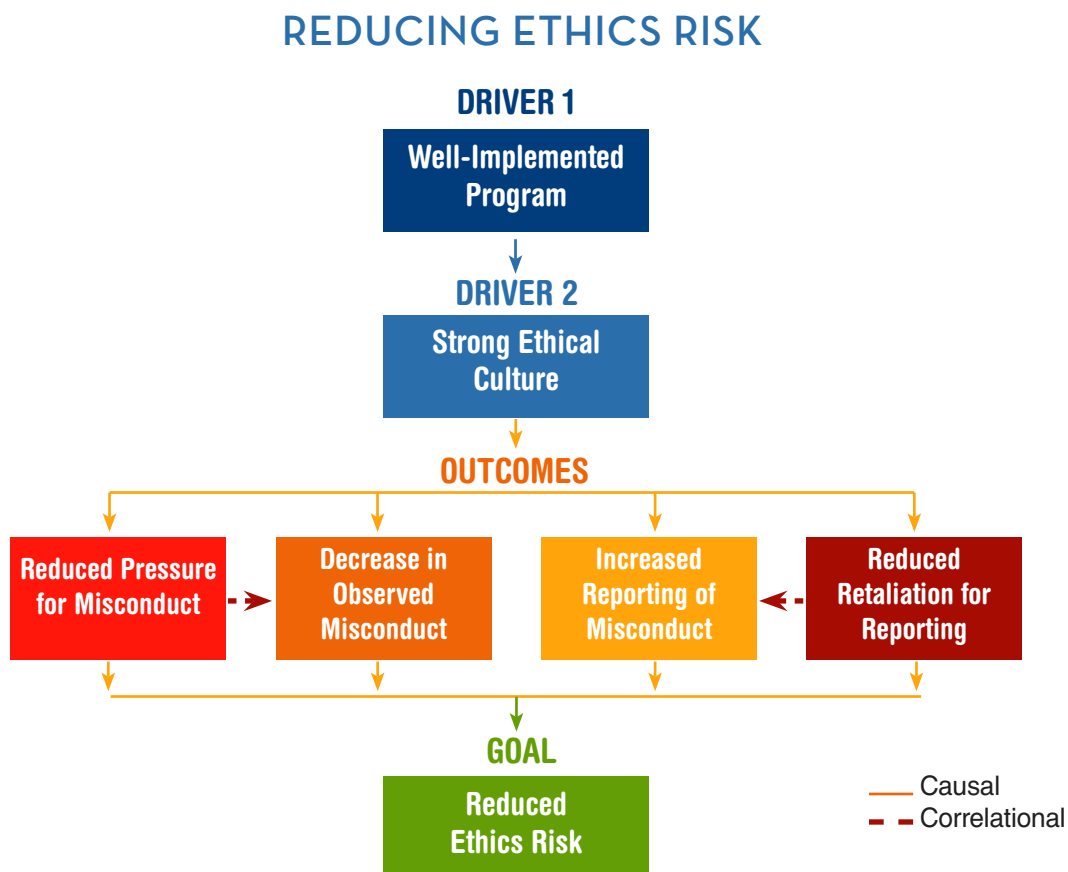 REDUCING ETHICS RISK
DRIVER 1
Well-Implemented
Program
DRIVER 2
Strong Ethical
Culture
OUTCOMES
Reduced Pressure
for Misconduct
Decrease in
Observed
Misconduct
Increased
Reporting of
Misconduct
Reduced
Retaliation for
Reporting
GOAL
Reduced
Ethics Risk
Causal
Correlational